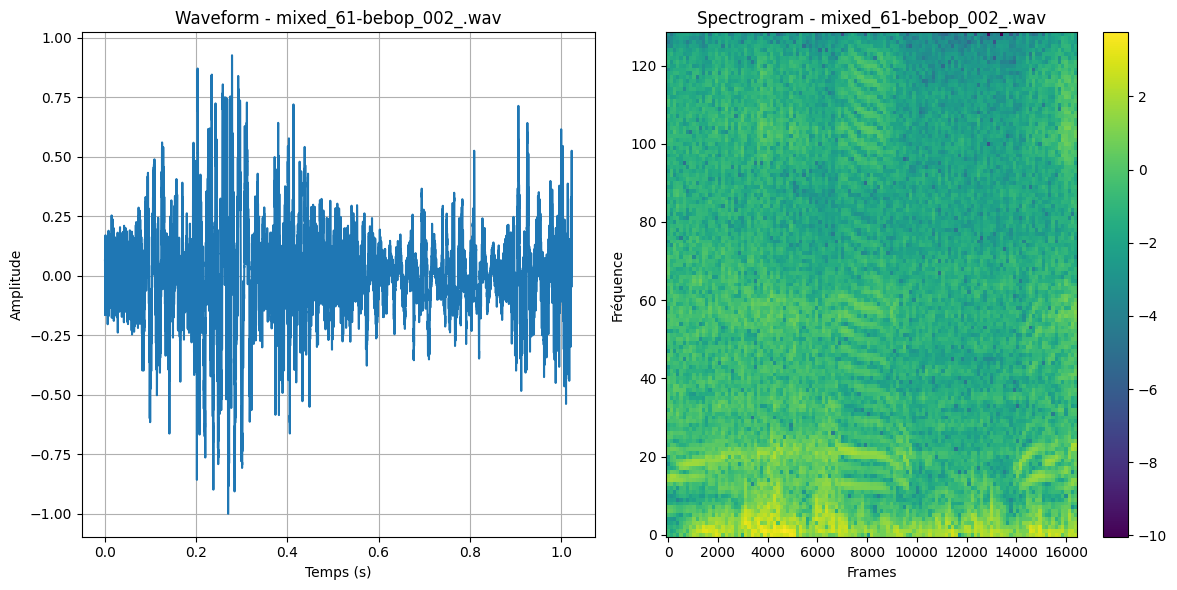 Waveform - mixed_61-bebop_002_.wav
1.00
0.75
0.50
0.25
0.00
−0.25
−0.50
−0.75
−1.00
Amplitude
0.0 0.2 0.4 0.6 0.8 1.0
Temps (s)
Spectrogram - mixed_61-bebop_002_.wav
120
100
80
60
40
20
0
Fréquence
0 2000 4000 6000 8000 10000 12000 14000 16000
Frames
2
0
−2
−4
−6
−8
−10